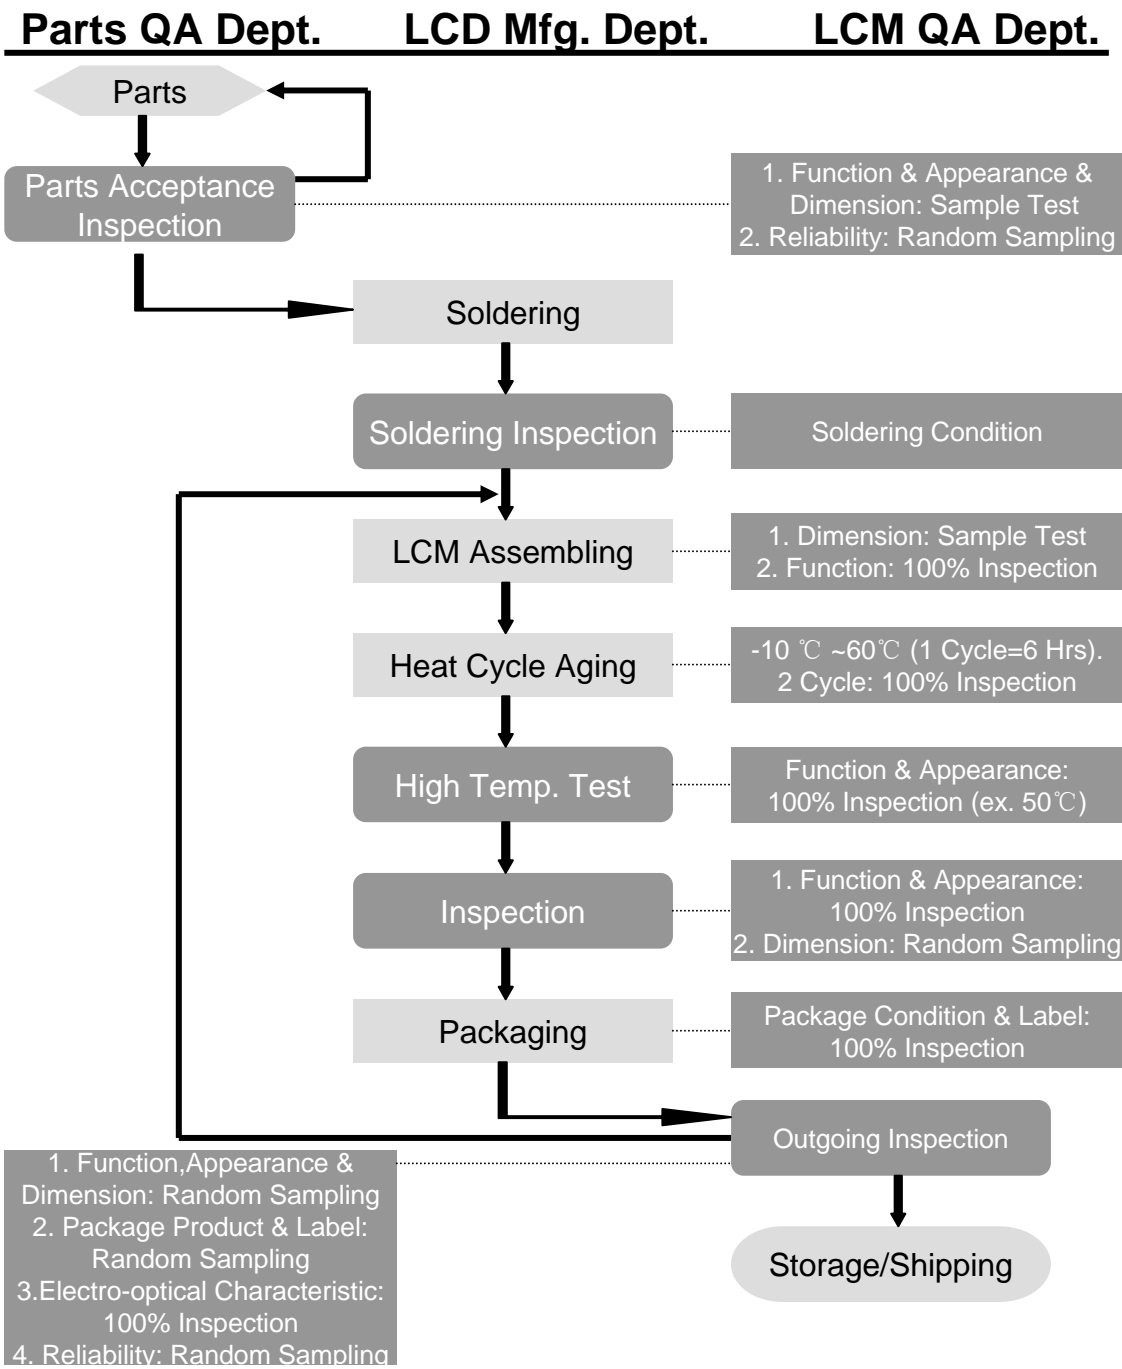 Parts QA Dept.
LCD Mfg. Dept.
LCM QA Dept.
Parts
Parts Acceptance
Inspection
1. Function & Appearance &
Dimension: Sample Test
2. Reliability: Random Sampling
Soldering
Soldering Inspection
Soldering Condition
LCM Assembling
1. Dimension: Sample Test
2. Function: 100% Inspection
Heat Cycle Aging
-10 ℃ ~60℃ (1 Cycle=6 Hrs).
2 Cycle: 100% Inspection
High Temp. Test
Function & Appearance:
100% Inspection (ex. 50℃)
Inspection
1. Function & Appearance:
100% Inspection
2. Dimension: Random Sampling
Packaging
Package Condition & Label:
100% Inspection
Outgoing Inspection
1. Function,Appearance &
Dimension: Random Sampling
2. Package Product & Label:
Random Sampling
3.Electro-optical Characteristic:
100% Inspection
4. Reliability: Random Sampling
Storage/Shipping